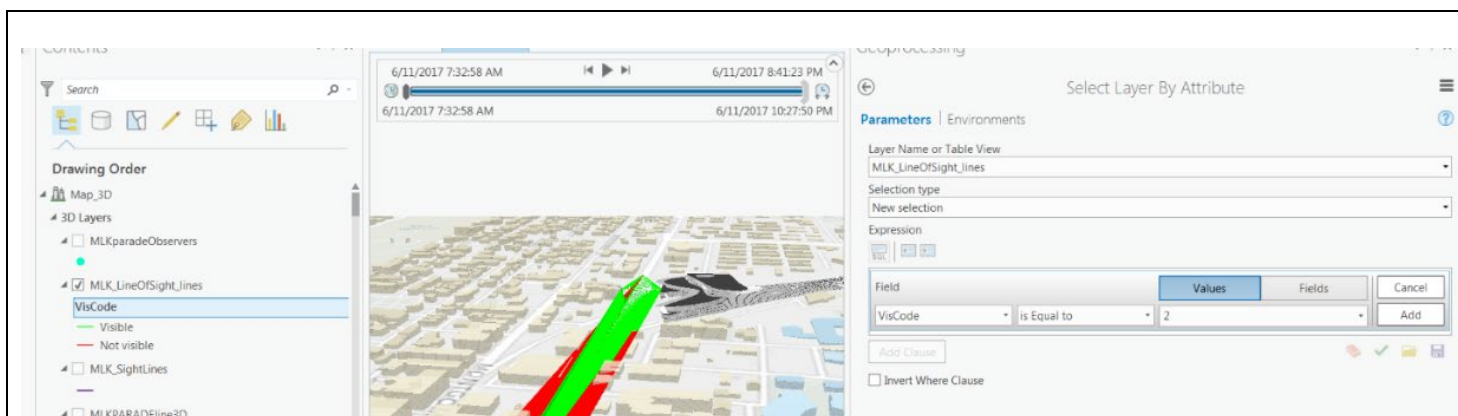 Contents
Search
Drawing Order
Map_3D
3D Layers
MLKparadeObservers
MLK_LineOfSight_lines
VisCode
Visible
Not visible
MLK_SightLines
MLKPARADEline3D
6/11/2017 7:32:58 AM
6/11/2017 8:41:23 PM
6/11/2017 7:32:58 AM
6/11/2017 10:27:50 PM
Geoprocessing
Select Layer By Attribute
Parameters | Environments
Layer Name or Table View
MLK_LineOfSight_lines
Selection type
New selection
Expression
SQL
Field Values Fields Cancel
VisCode is Equal to 2 Add
Add Clause
Invert Where Clause